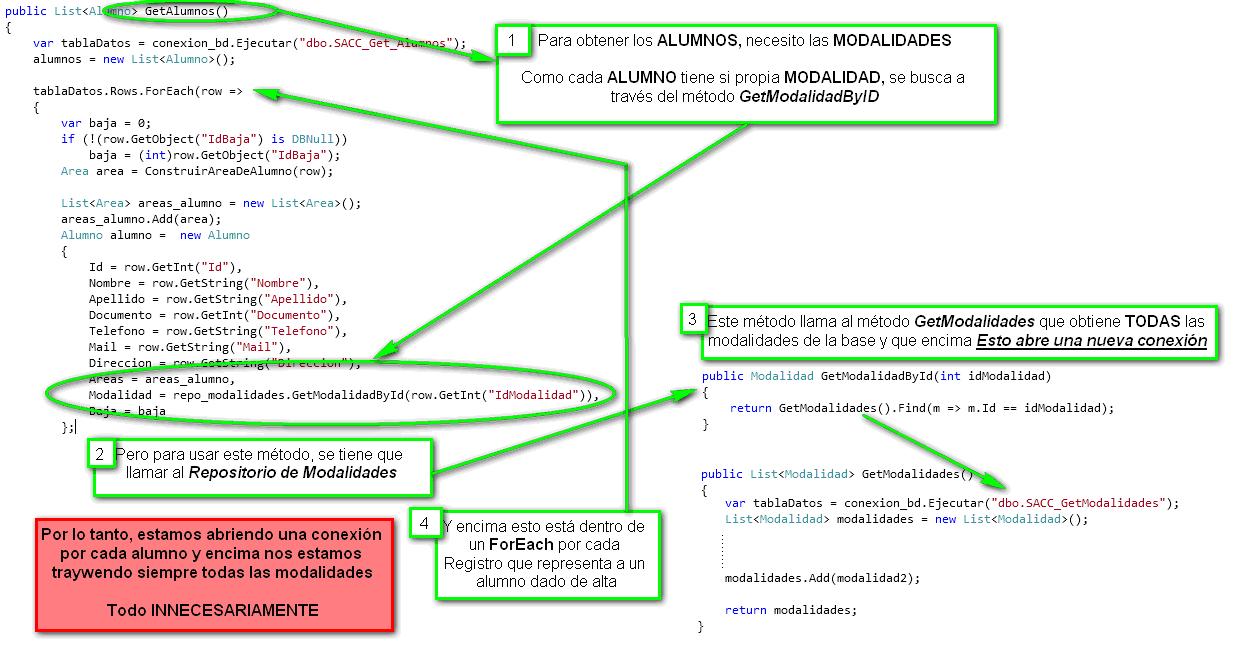 public List<Alumno> GetAlumnos()
{
var tablaDatos = conexion_bd.Ejecutar("dbo.SACC_Get_Alumnos");
alumnos = new List<Alumno>();
tablaDatos.Rows.ForEach(row =>
{
var baja = 0;
if (!(row.GetObject("IdBaja") is DBNull))
baja = (int)row.GetObject("IdBaja");
Area area = ConstruirAreaDeAlumno(row);
List<Area> areas_alumno = new List<Area>();
areas_alumno.Add(area);
Alumno alumno = new Alumno
{
Id = row.GetInt("Id"),
Nombre = row.GetString("Nombre"),
Apellido = row.GetString("Apellido"),
Documento = row.GetInt("Documento"),
Telefono = row.GetString("Telefono"),
Mail = row.GetString("Mail"),
Direccion = row.GetString("Direccion"),
Areas = areas_alumno,
Modalidad = repo_modalidades.GetModalidadById(row.GetInt("IdModalidad")),
Baja = baja
};
1
Para obtener los ALUMNOS, necesito las MODALIDADES
Como cada ALUMNO tiene si propia MODALIDAD, se busca a
través del método GetModalidadByID
2
Pero para usar este método, se tiene que
llamar al Repositorio de Modalidades
3
Este método llama al método GetModalidades que obtiene TODAS las
modalidades de la base y que encima Esto abre una nueva conexión
public Modalidad GetModalidadById(int idModalidad)
{
return GetModalidades().Find(m => m.Id == idModalidad);
}
public List<Modalidad> GetModalidades()
{
var tablaDatos = conexion_bd.Ejecutar("dbo.SACC_GetModalidades");
List<Modalidad> modalidades = new List<Modalidad>();
modalidades.Add(modalidad2);
return modalidades;
}
4
Y encima esto está dentro de
un ForEach por cada
Registro que representa a un
alumno dado de alta
Por lo tanto, estamos abriendo una conexión
por cada alumno y encima nos estamos
traywendo siempre todas las modalidades
Todo INNECESARIAMENTE